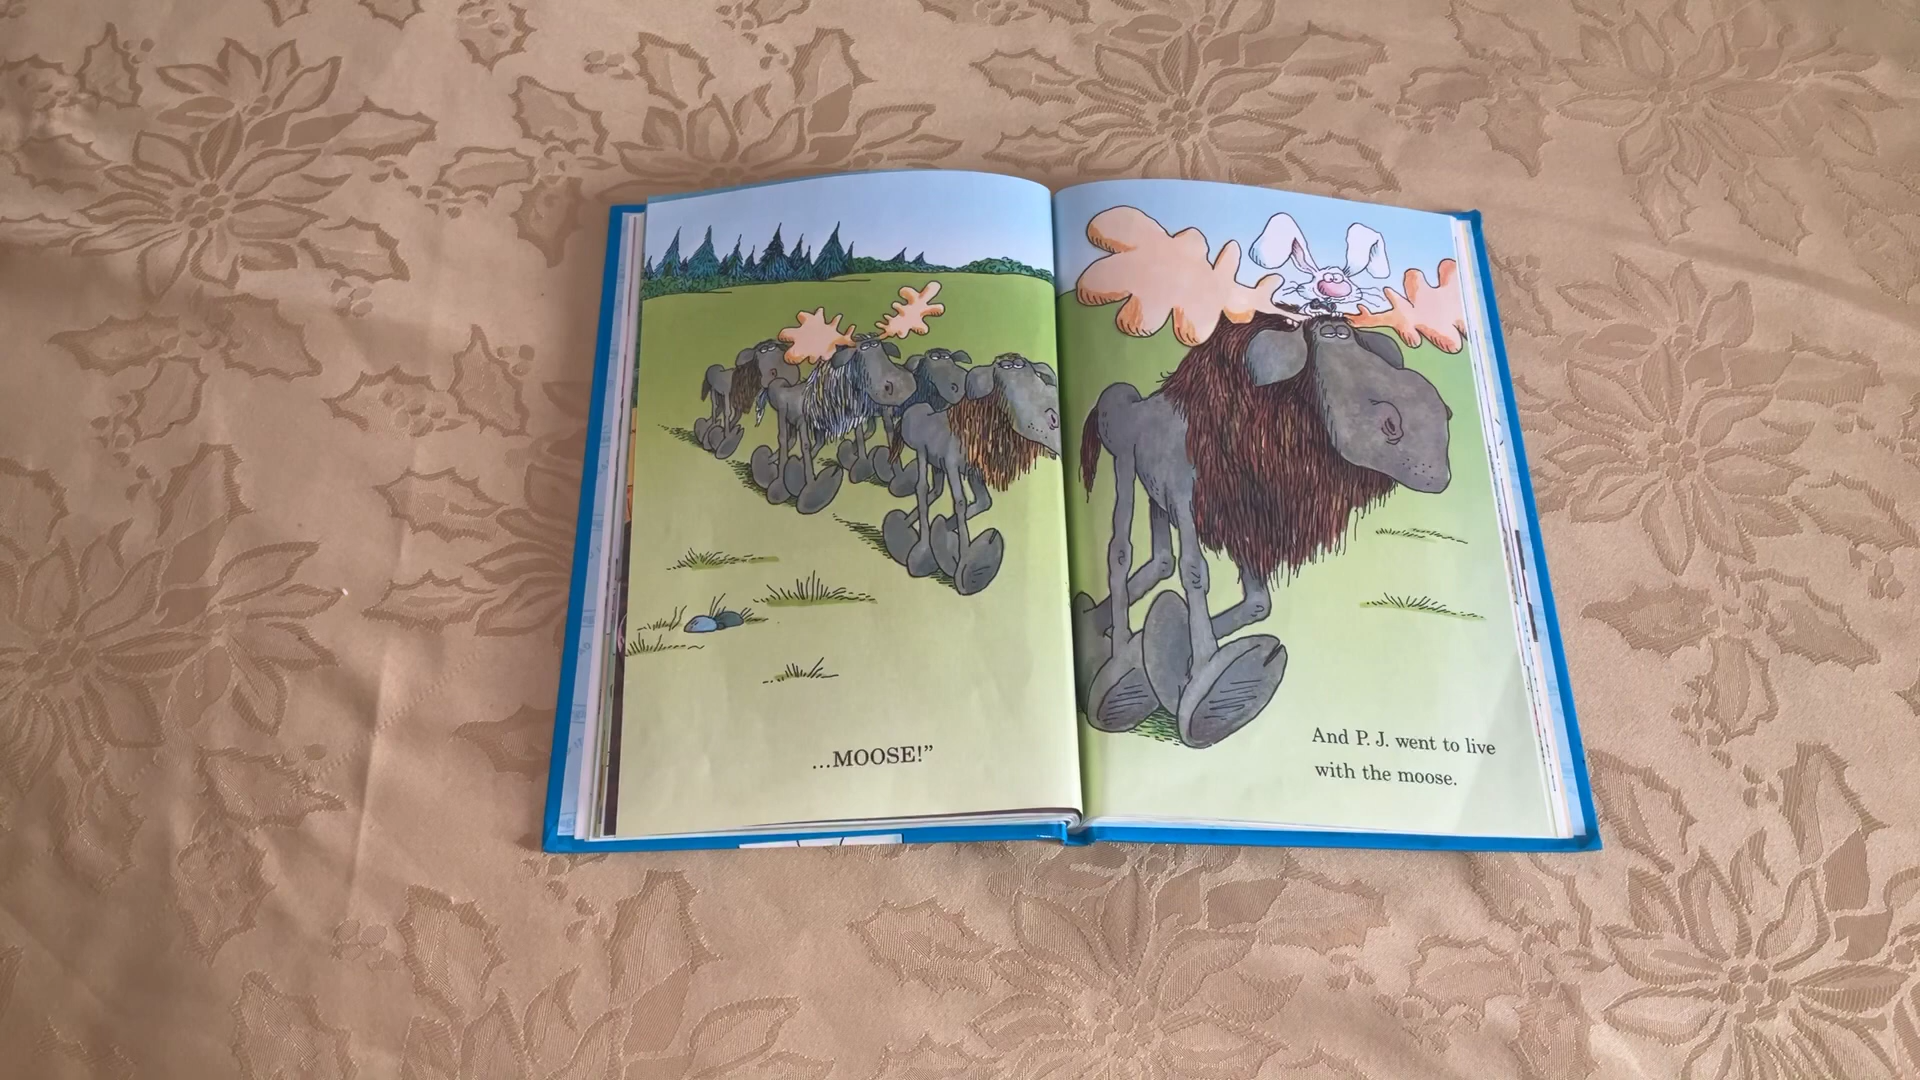 ...MOOSE!”
And P. J. went to live
with the moose.